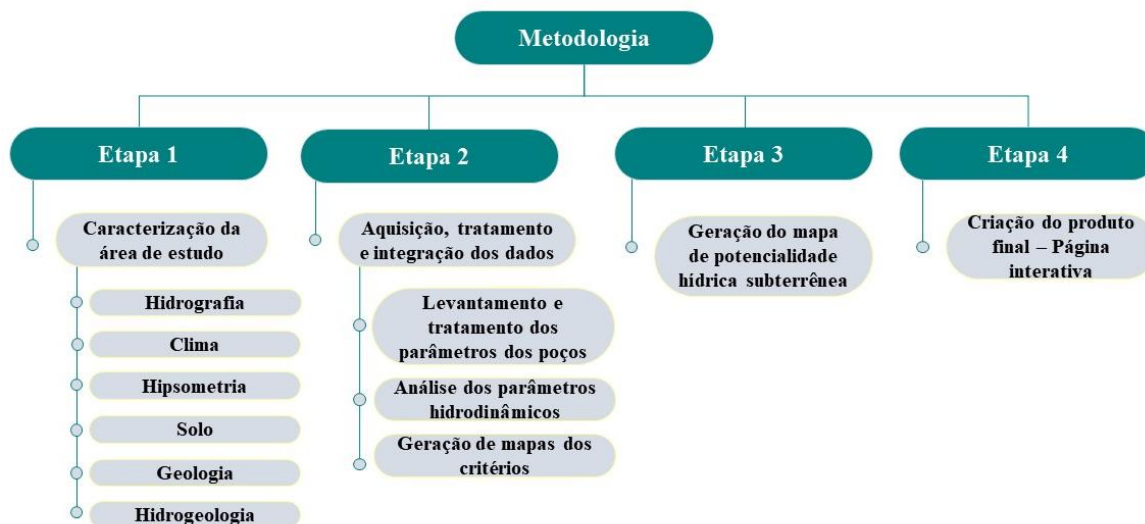 Metodologia
Etapa 1
Caracterização da
área de estudo
Hidrografia
Clima
Hipsometria
Solo
Geologia
Hidrogeologia
Etapa 2
Aquisição, tratamento
e integração dos dados
Levantamento e
tratamento dos
parâmetros dos poços
Análise dos parâmetros
hidrodinâmicos
Geração de mapas dos
critérios
Etapa 3
Geração do mapa
de potencialidade
hídrica subterrênea
Etapa 4
Criação do produto
final – Página
interativa